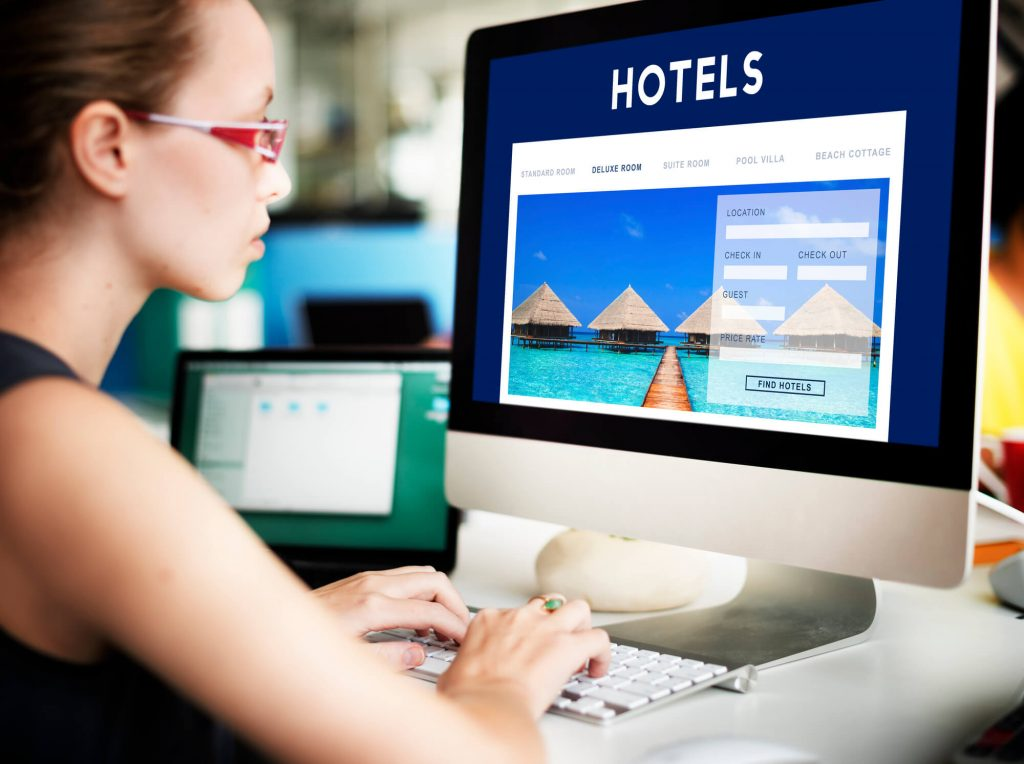 HOTELS
STANDARD ROOM DELUXE ROOM SUITE ROOM POOL VILLA BEACH COTTAGE
LOCATION
CHECK IN CHECK OUT
GUEST
PRICE RATE
FIND HOTELS